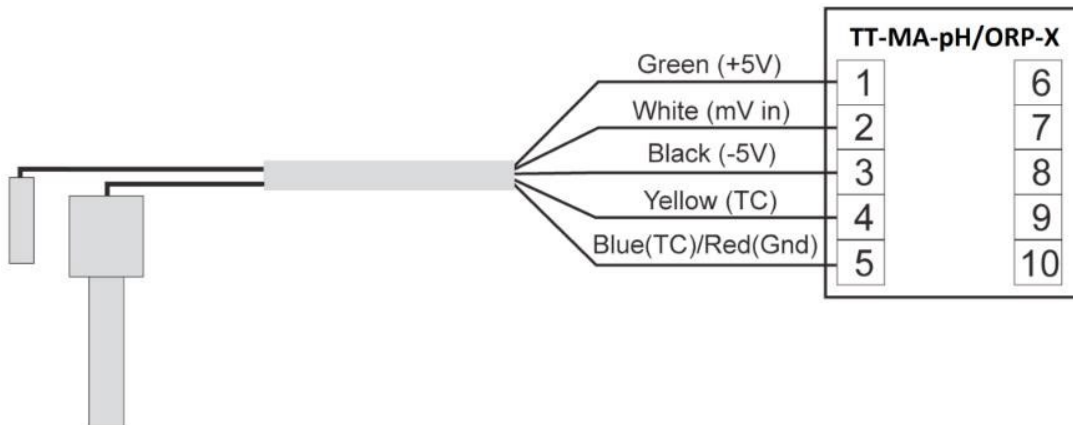 TT-MA-pH/ORP-X
Green (+5V)
1
6
White (mV in)
2
7
Black (-5V)
3
8
Yellow (TC)
4
9
Blue(TC)/Red(Gnd)
5
10